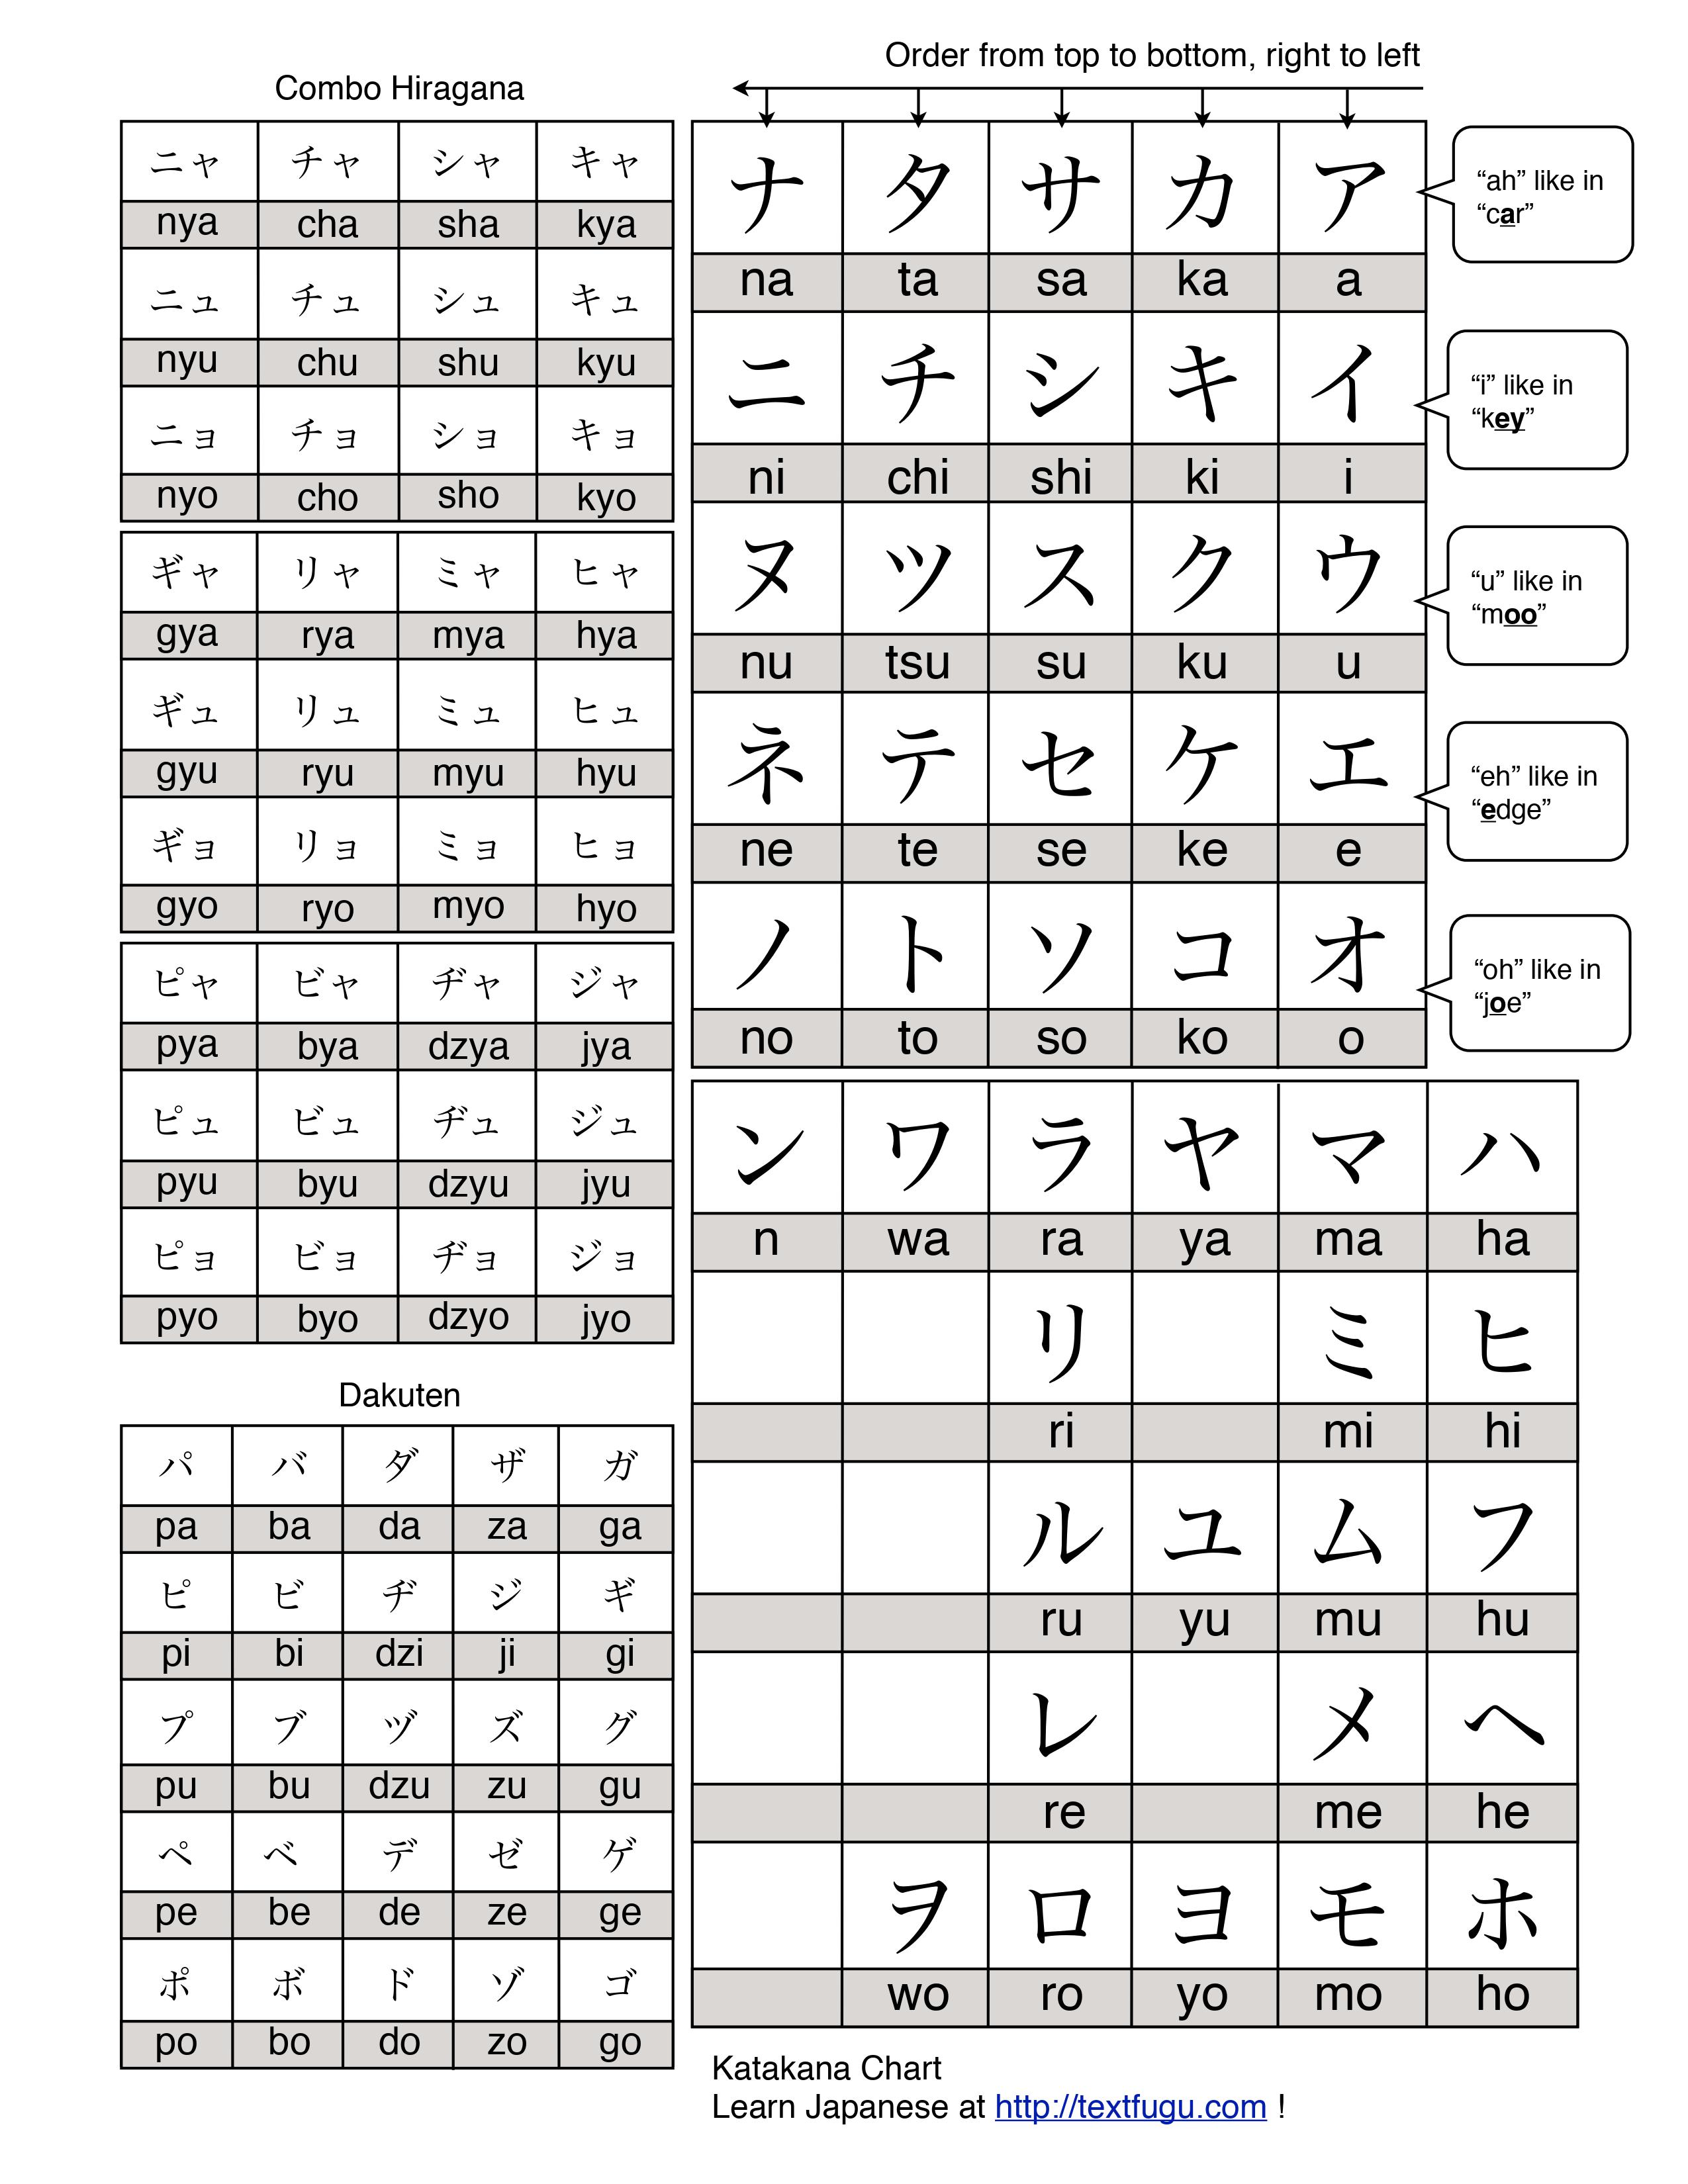 Order from top to bottom, right to left
Combo Hiragana
ニャ チャ シャ キャ
nya cha sha kya
ニュ チュ シュ キュ
nyu chu shu kyu
ニョ チョ ショ キョ
nyo cho sho kyo
ギャ リャ ミャ ヒャ
gya rya mya hya
ギュ リュ ミュ ヒュ
gyu ryu myu hyu
ギョ リョ ミョ ヒョ
gyo ryo myo hyo
ピャ ビャ ヂャ ジャ
pya bya dzya jya
ピュ ビュ ヂュ ジュ
pyu byu dzyu jyu
ピョ ビョ ヂョ ジョ
pyo byo dzyo jyo
Dakuten
パ バ ダ ザ ガ
pa ba da za ga
ピ ビ ヂ ジ ギ
pi bi dzi ji gi
プ ブ ヅ ズ グ
pu bu dzu zu gu
ペ ベ デ ゼ ゲ
pe be de ze ge
ポ ボ ド ゾ ゴ
po bo do zo go
ナ タ サ カ ア
na ta sa ka a
“ah” like in
“car”
ニ チ シ キ イ
ni chi shi ki i
“i” like in
“key”
ヌ ツ ス ク ウ
nu tsu su ku u
“u” like in
“moo”
ネ テ セ ケ エ
ne te se ke e
“eh” like in
“edge”
ノ ト ソ コ オ
no to so ko o
“oh” like in
“joe”
ン ワ ラ ヤ マ ハ
n wa ra ya ma ha
リ ミ ヒ
ri mi hi
ル ユ ム フ
ru yu mu hu
レ メ ヘ
re me he
ヲ ロ ヨ モ ホ
wo ro yo mo ho
Katakana Chart
Learn Japanese at http://textfugu.com !